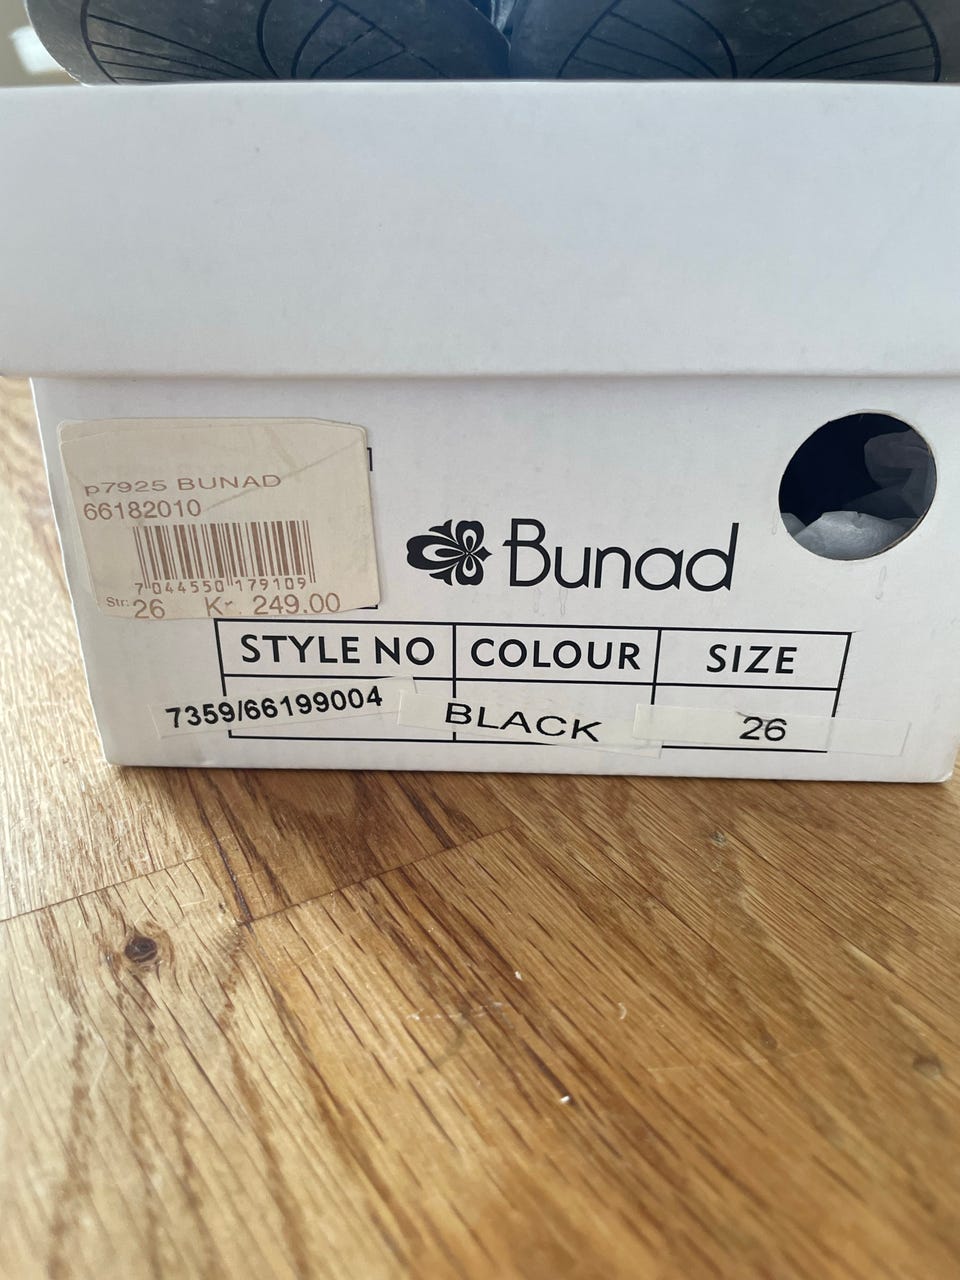 p7925 BUNAD
66182010
7 044550 179109
Str: 26 Kr. 249.00
Bunad
STYLE NO COLOUR SIZE
7359/66199004 BLACK 26